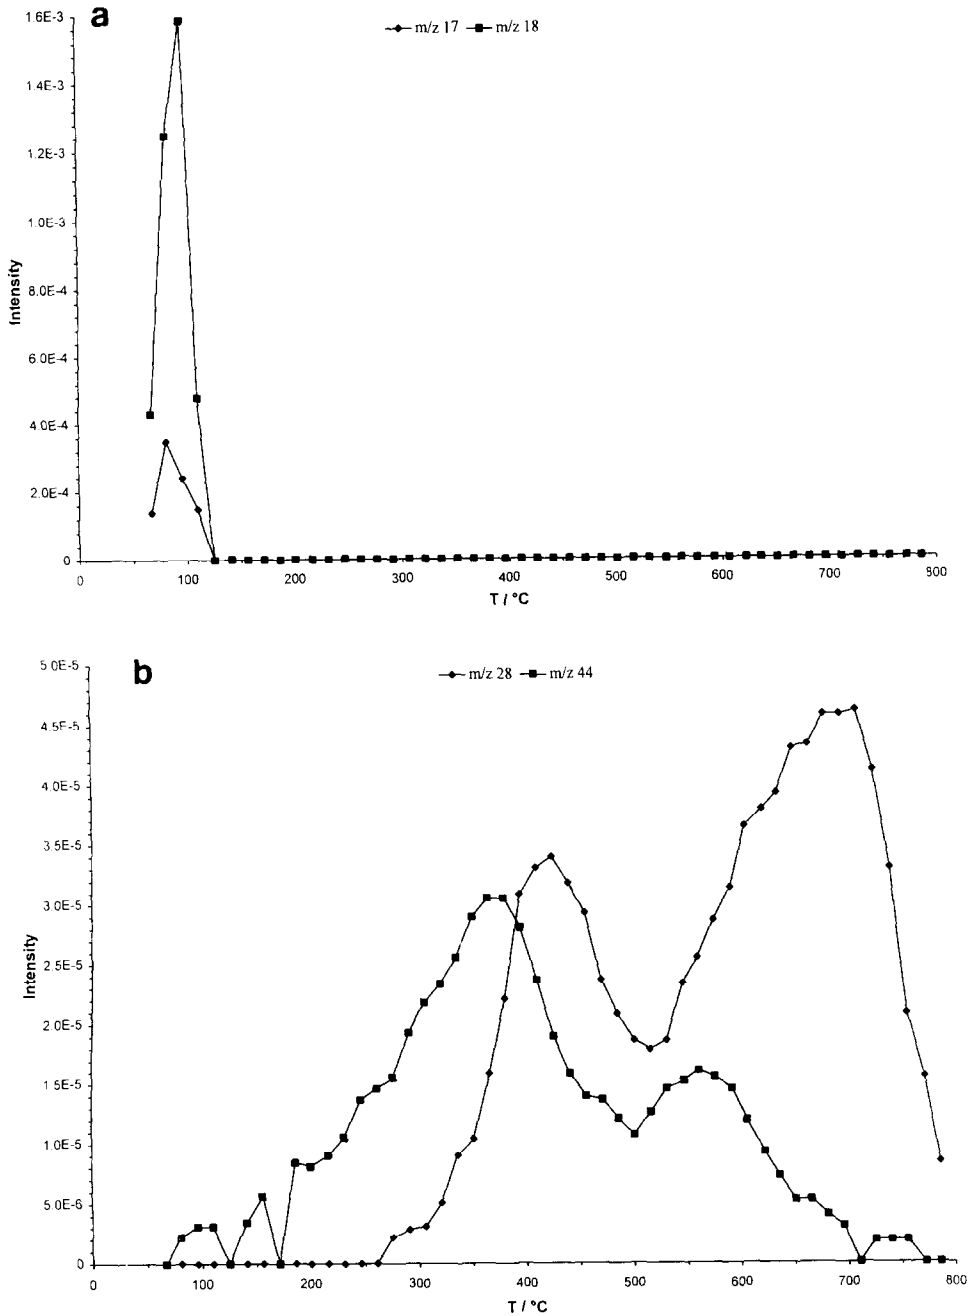 a
m/z 17 m/z 18
1.6E-3
1.4E-3
1.2E-3
1.0E-3
8.0E-4
6.0E-4
4.0E-4
2.0E-4
0
Intensity
0 100 200 300 400 500 600 700 800
T / °C
b
m/z 28 m/z 44
5.0E-5
4.5E-5
4.0E-5
3.5E-5
3.0E-5
2.5E-5
2.0E-5
1.5E-5
1.0E-5
5.0E-6
0
Intensity
0 100 200 300 400 500 600 700 800
T / °C